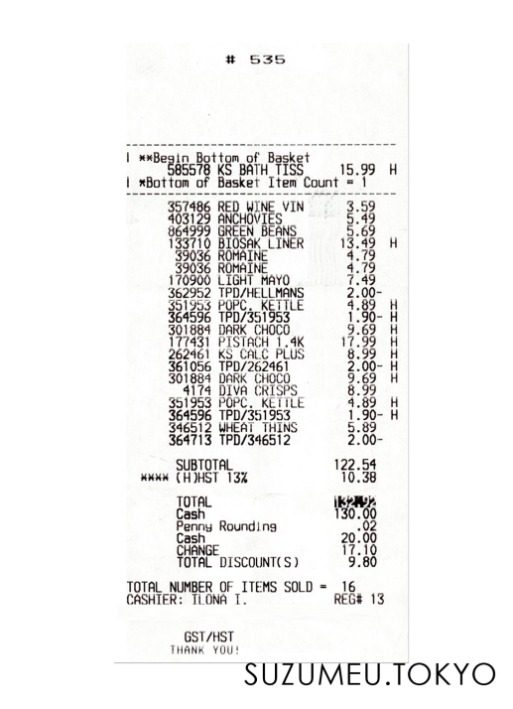 # 535
**Begin Bottom of Basket
585578 KS BATH TISS 15.99 H
*Bottom of Basket Item Count = 1
357486 RED WINE VIN 3.59
403129 ANCHOVIES 5.49
864999 GREEN BEANS 5.69
133710 BIOSAK LINER 13.49 H
39036 ROMAINE 4.79
39036 ROMAINE 4.79
170900 LIGHT MAYO 7.49
362952 TPD/HELLMANS 2.00-
351953 POPC, KETTLE 4.89 H
364596 TPD/351953 1.90- H
301884 DARK CHOCO 9.69 H
177431 PISTACH 1.4K 17.99 H
262461 KS CALC PLUS 8.99 H
361056 TPD/262461 2.00- H
301884 DARK CHOCO 9.69 H
4174 DIVA CRISPS 8.99
351953 POPC, KETTLE 4.89 H
364596 TPD/351953 1.90- H
346512 WHEAT THINS 5.89
364713 TPD/346512 2.00-
SUBTOTAL 122.54
**** (H)HST 13% 10.38
TOTAL 132.92
Cash 130.00
Penny Rounding .02
Cash 20.00
CHANGE 17.10
TOTAL DISCOUNT(S) 9.80
TOTAL NUMBER OF ITEMS SOLD = 16
CASHIER: ILONA I. REG# 13
GST/HST
THANK YOU!
SUZUMEU.TOKYO